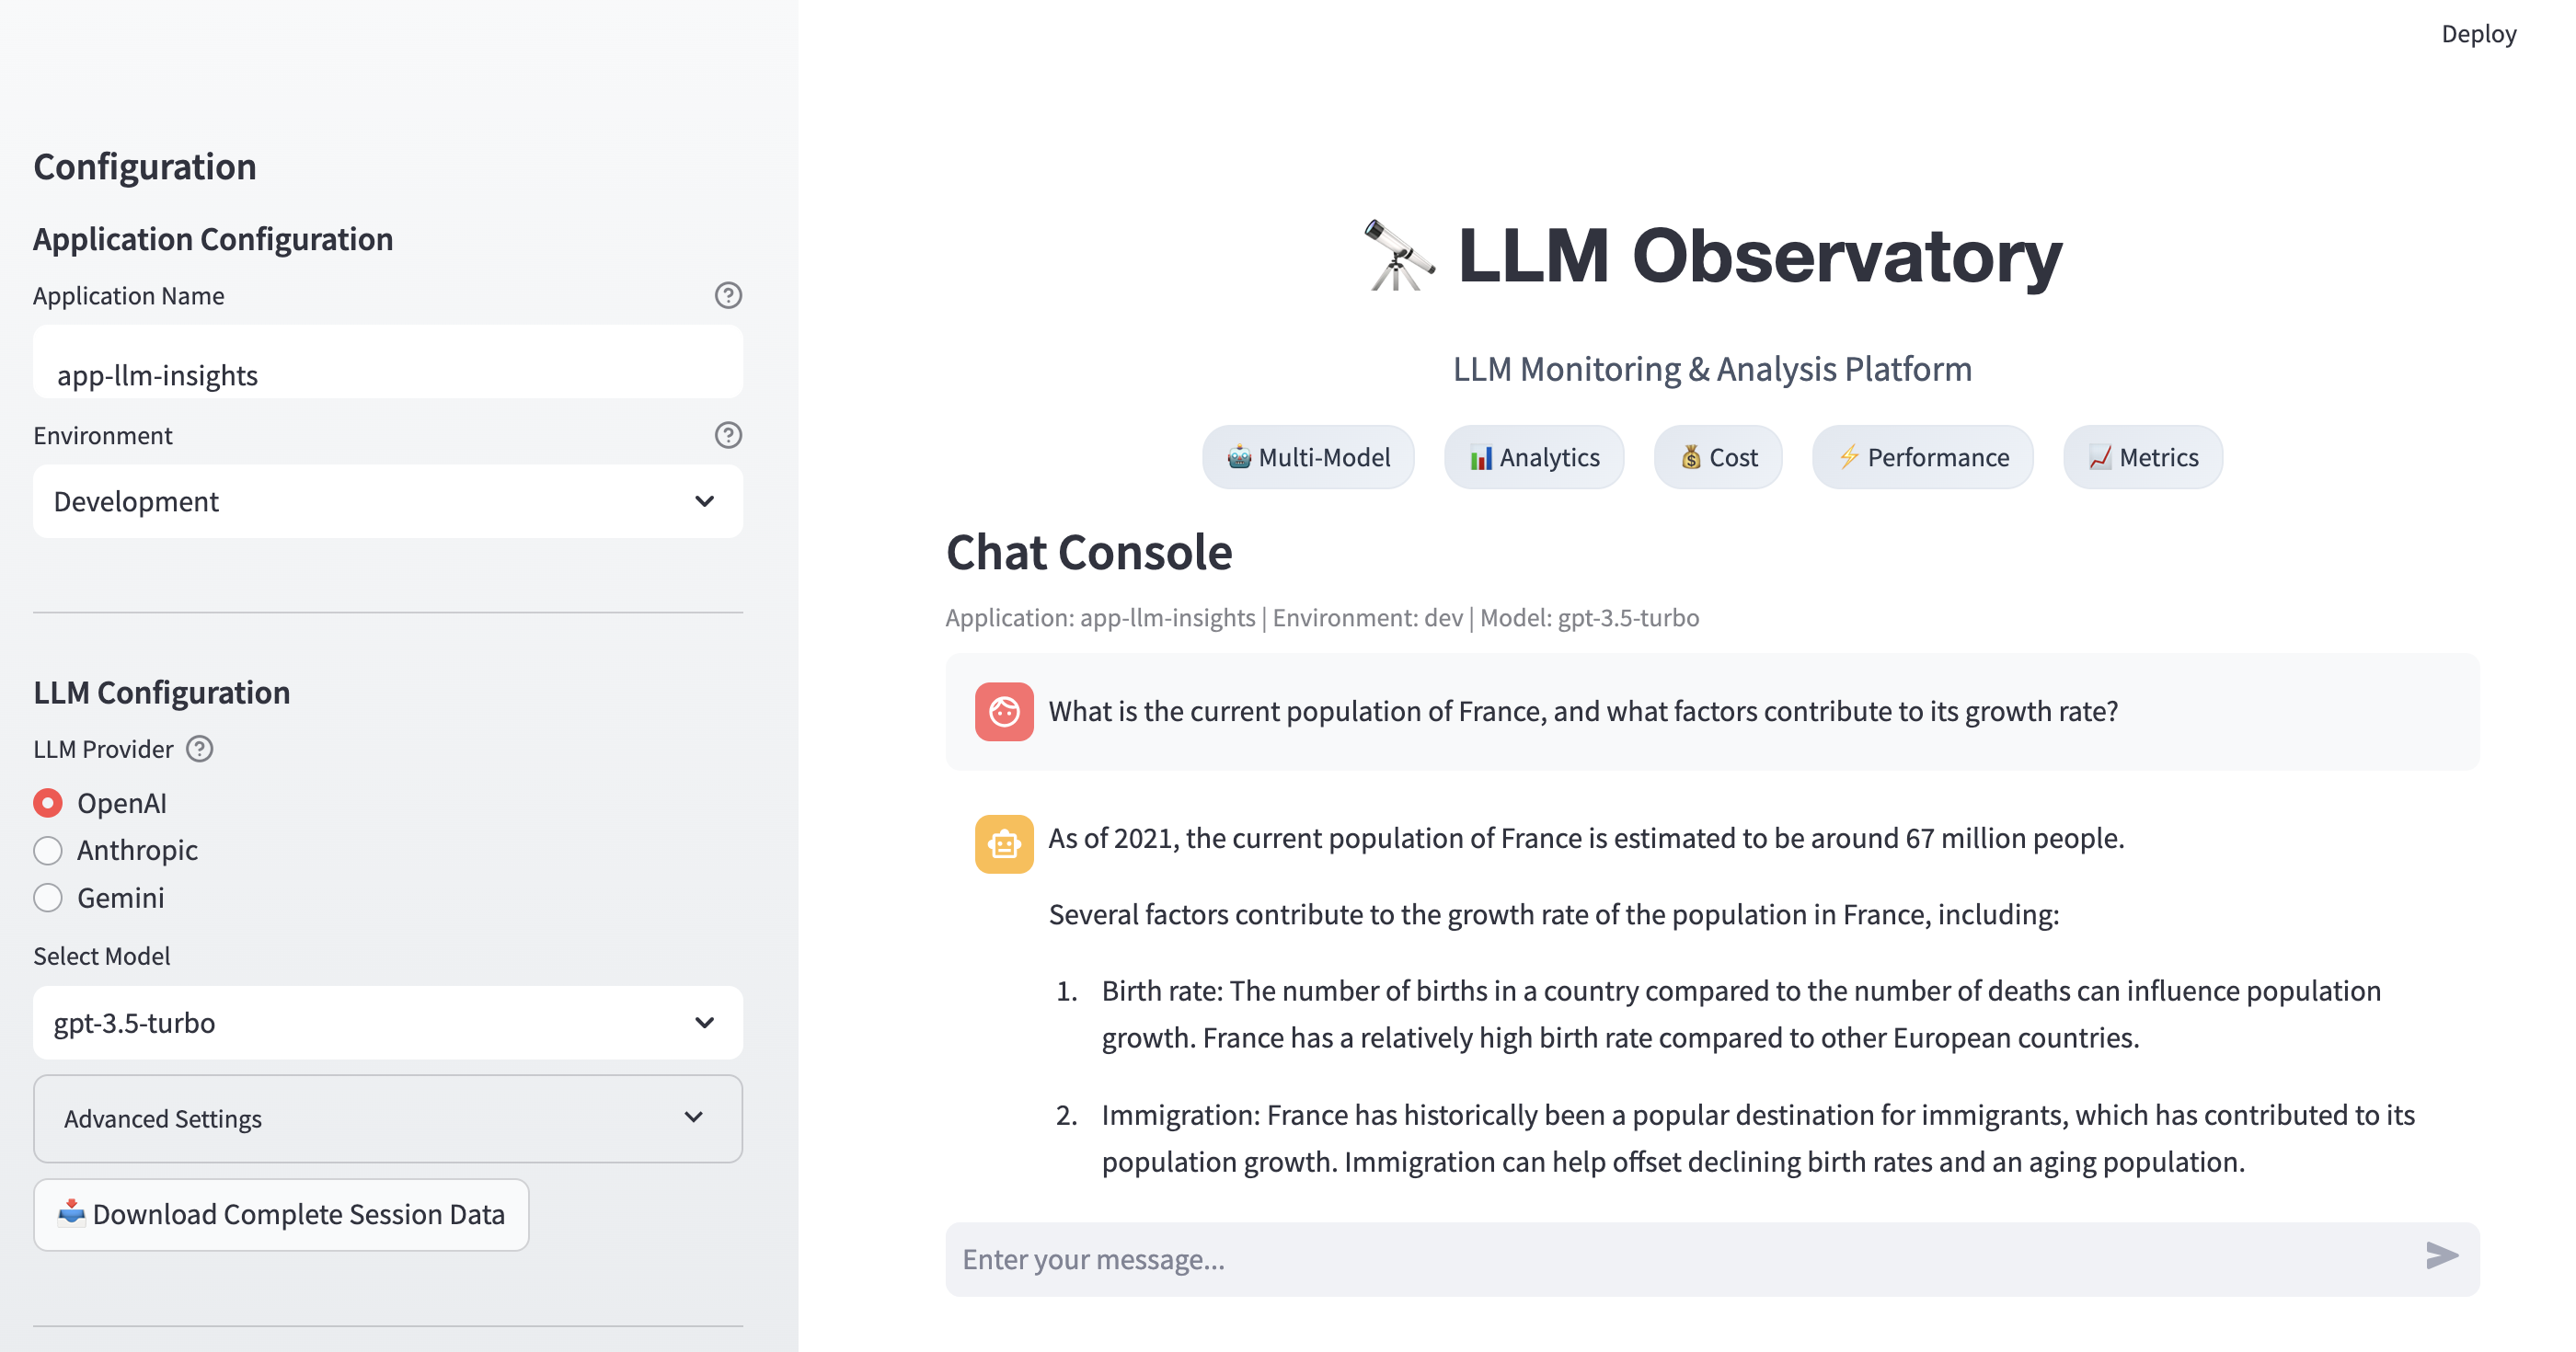 Deploy
Configuration
Application Configuration
Application Name
app-llm-insights
Environment
Development
LLM Configuration
LLM Provider
OpenAI
Anthropic
Gemini
Select Model
gpt-3.5-turbo
Advanced Settings
Download Complete Session Data
LLM Observatory
LLM Monitoring & Analysis Platform
Multi-Model
Analytics
Cost
Performance
Metrics
Chat Console
Application: app-llm-insights | Environment: dev | Model: gpt-3.5-turbo
What is the current population of France, and what factors contribute to its growth rate?
As of 2021, the current population of France is estimated to be around 67 million people.
Several factors contribute to the growth rate of the population in France, including:
1. Birth rate: The number of births in a country compared to the number of deaths can influence population
growth. France has a relatively high birth rate compared to other European countries.
2. Immigration: France has historically been a popular destination for immigrants, which has contributed to its
population growth. Immigration can help offset declining birth rates and an aging population.
Enter your message...